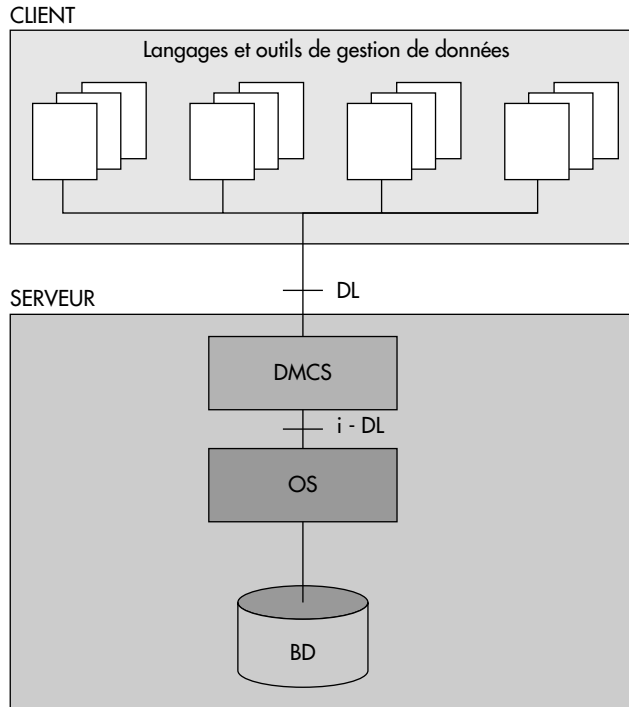 CLIENT
Langages et outils de gestion de données
DL
SERVEUR
DMCS
i - DL
OS
BD